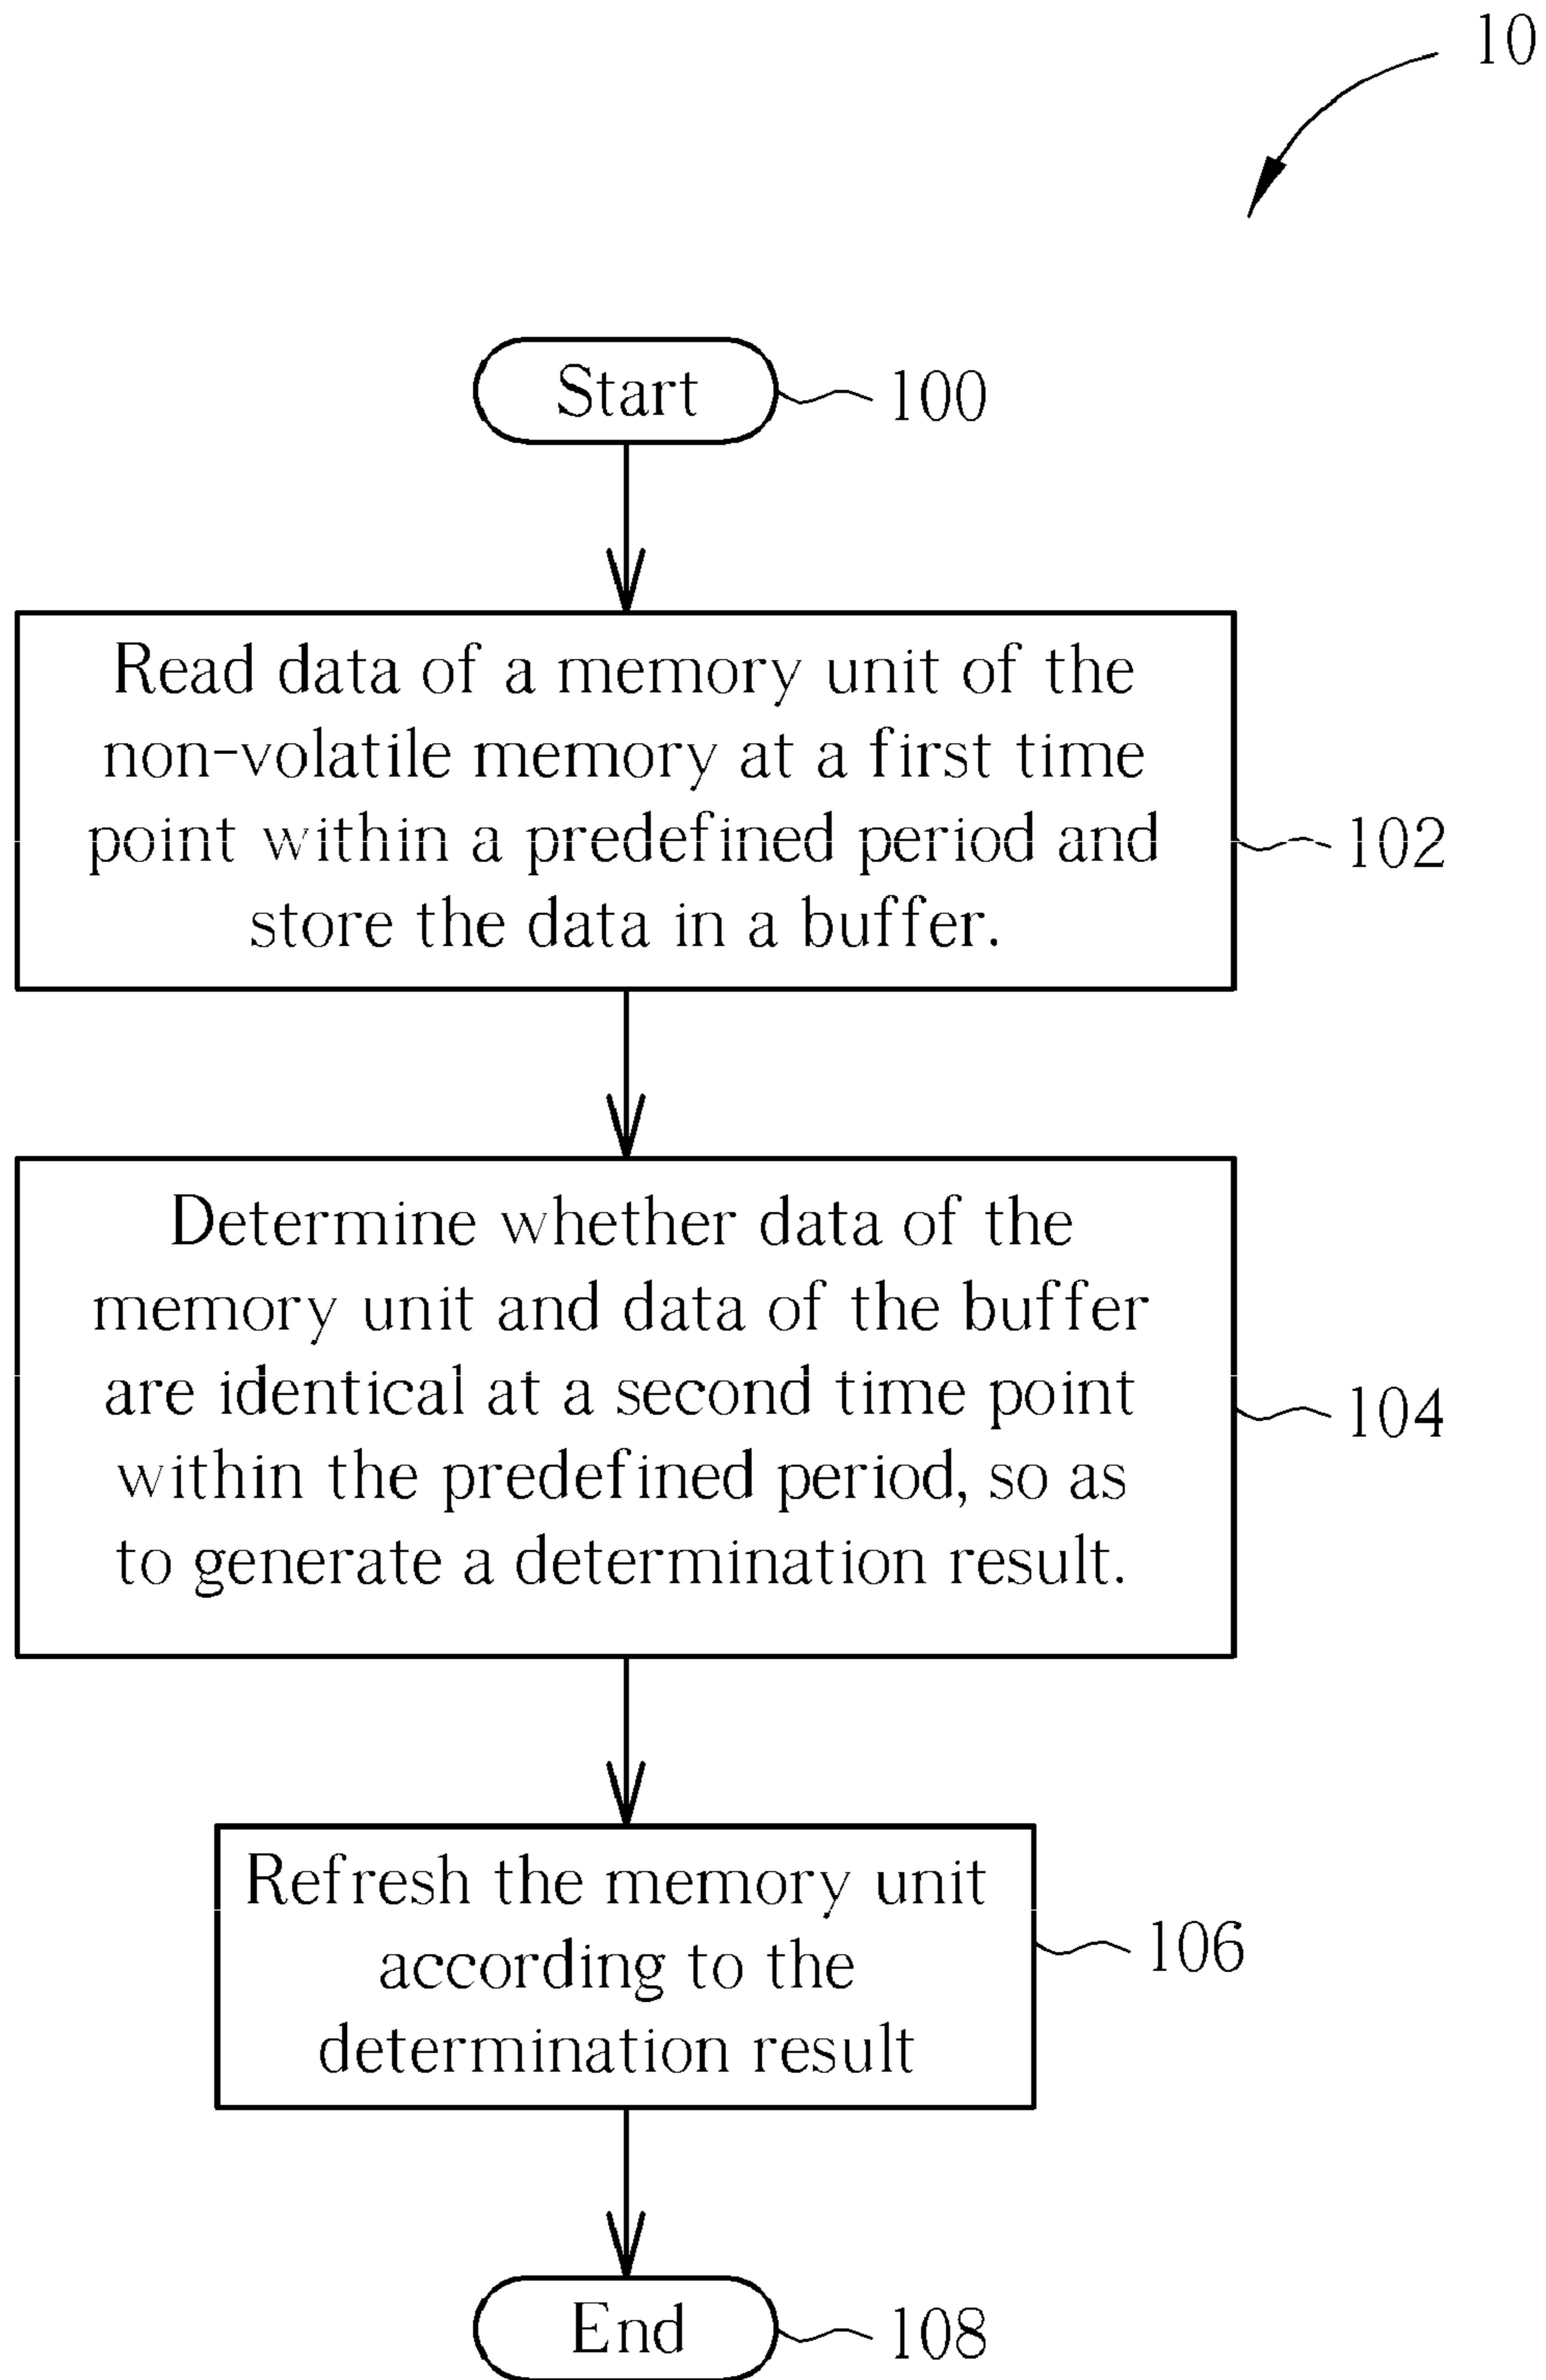 10
Start
100
Read data of a memory unit of the
non-volatile memory at a first time
point within a predefined period and
store the data in a buffer.
102
Determine whether data of the
memory unit and data of the buffer
are identical at a second time point
within the predefined period, so as
to generate a determination result.
104
Refresh the memory unit
according to the
determination result
106
End
108